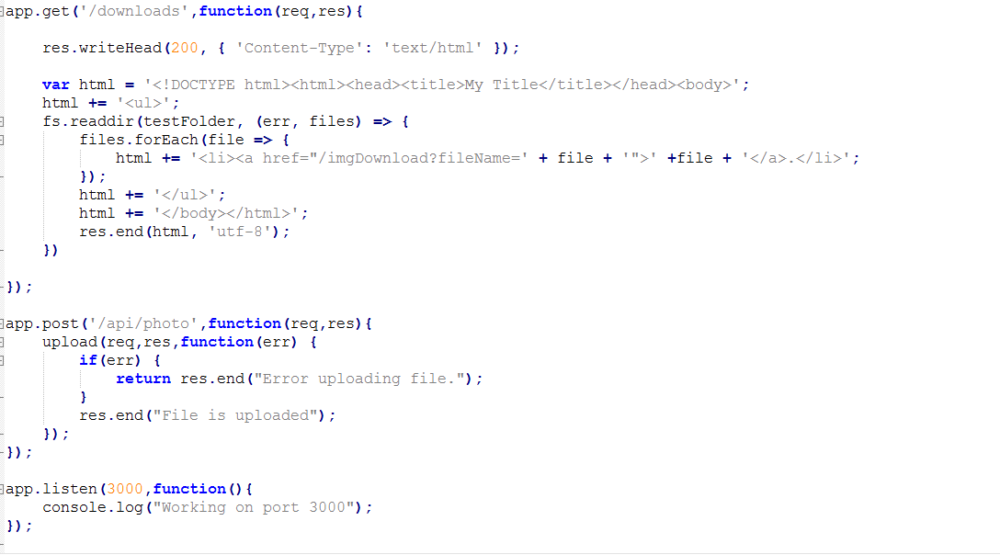 app.get('/downloads',function(req,res){
    res.writeHead(200, { 'Content-Type': 'text/html' });
    var html = '<!DOCTYPE html><html><head><title>My Title</title></head><body>';
    html += '<ul>';
    fs.readdir(testFolder, (err, files) => {
        files.forEach(file => {
            html += '<li><a href="/imgDownload?fileName=' + file + '">' +file + '</a>.</li>';
        });
        html += '</ul>';
        html += '</body></html>';
        res.end(html, 'utf-8');
    })
});
app.post('/api/photo',function(req,res){
    upload(req,res,function(err) {
        if(err) {
            return res.end("Error uploading file.");
        }
        res.end("File is uploaded");
    });
});
app.listen(3000,function(){
    console.log("Working on port 3000");
});